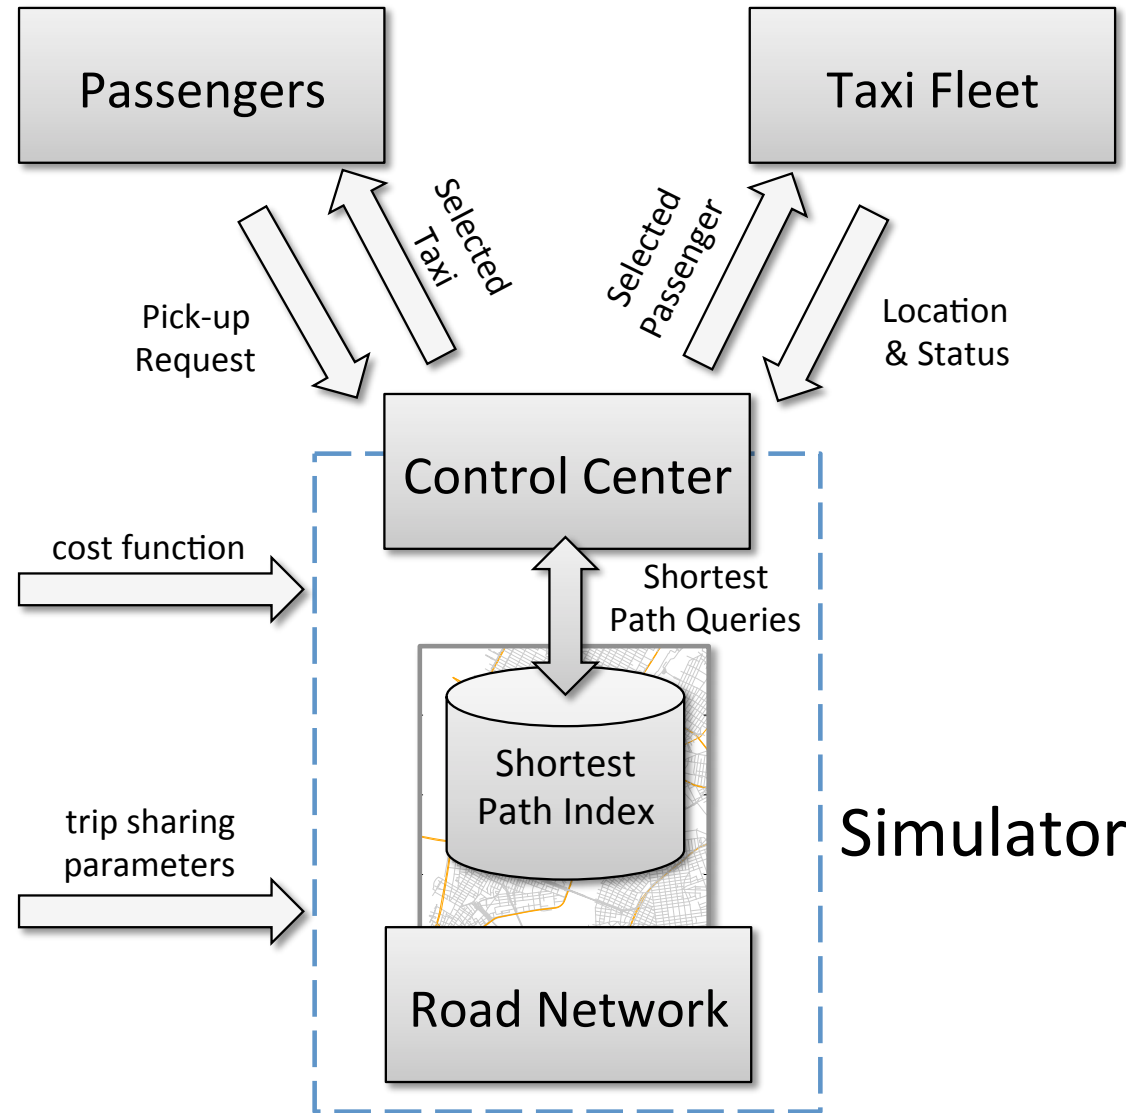 Passengers
Taxi Fleet
Selected
Taxi
Selected
Passenger
Pick-up
Request
Location
& Status
Control Center
cost function
Shortest
Path Queries
Shortest
Path Index
trip sharing
parameters
Simulator
Road Network